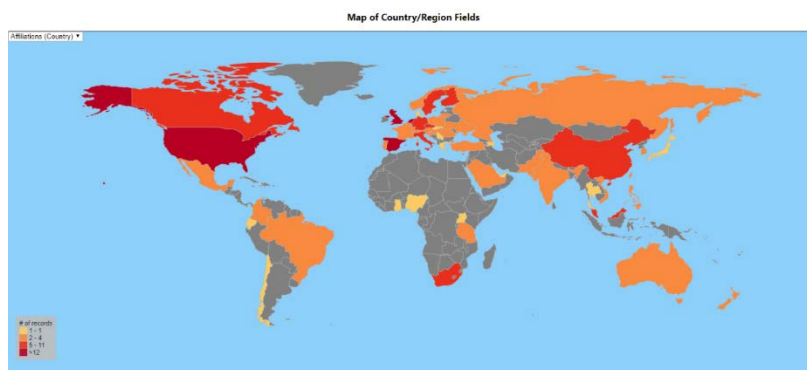 Map of Country/Region Fields
Affiliations (Country) ▼
# of records
1 - 1
2 - 4
5 - 11
>12